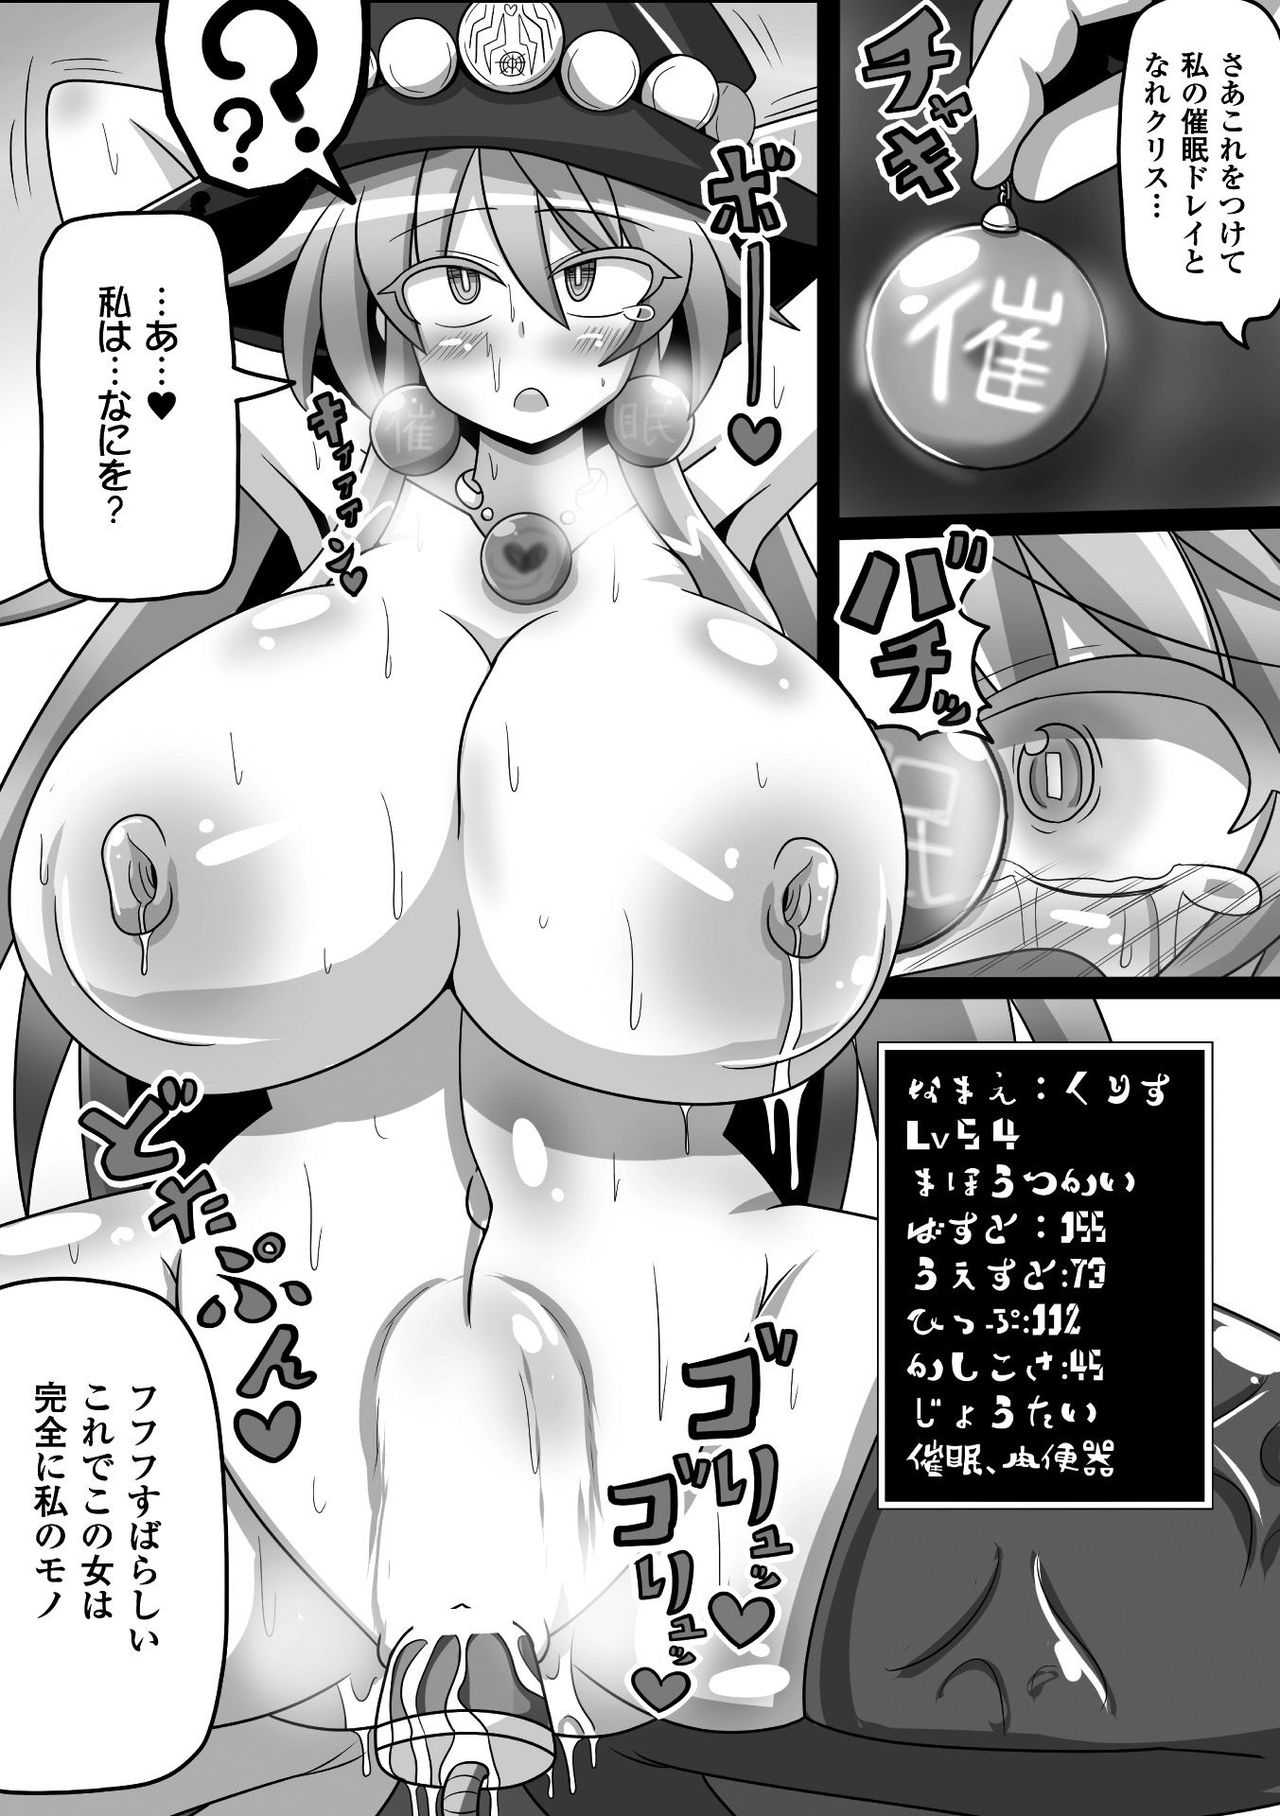 さあこれをつけて
私の催眠ドレイと
なれクリス…
チャキ
催
バチッ
眠
？？
ボーー♥
…あ…♥
私は…なにを？
キィァァァン♥
催
眠
どたぷん♥
ゴリュッ
ゴリュッ♥
なまえ：くりす
Lv54
まほうつかい
ばすと：155
うえすと:73
ひっぷ:112
かしこさ:45
じょうたい
催眠、肉便器
フフフすばらしい
これでこの女は
完全に私のモノ